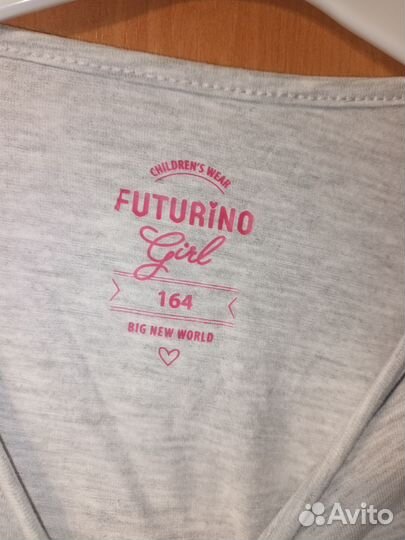 CHILDREN'S WEAR
FUTURINO
Girl
164
BIG NEW WORLD
Avito